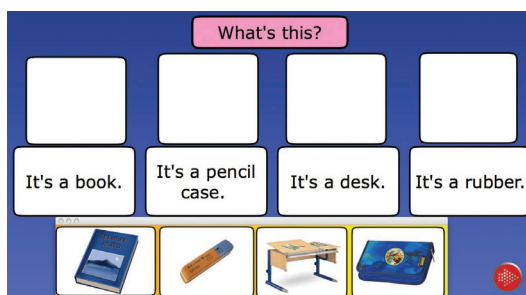 What's this?
It's a book.
It's a pencil
case.
It's a desk.
It's a rubber.